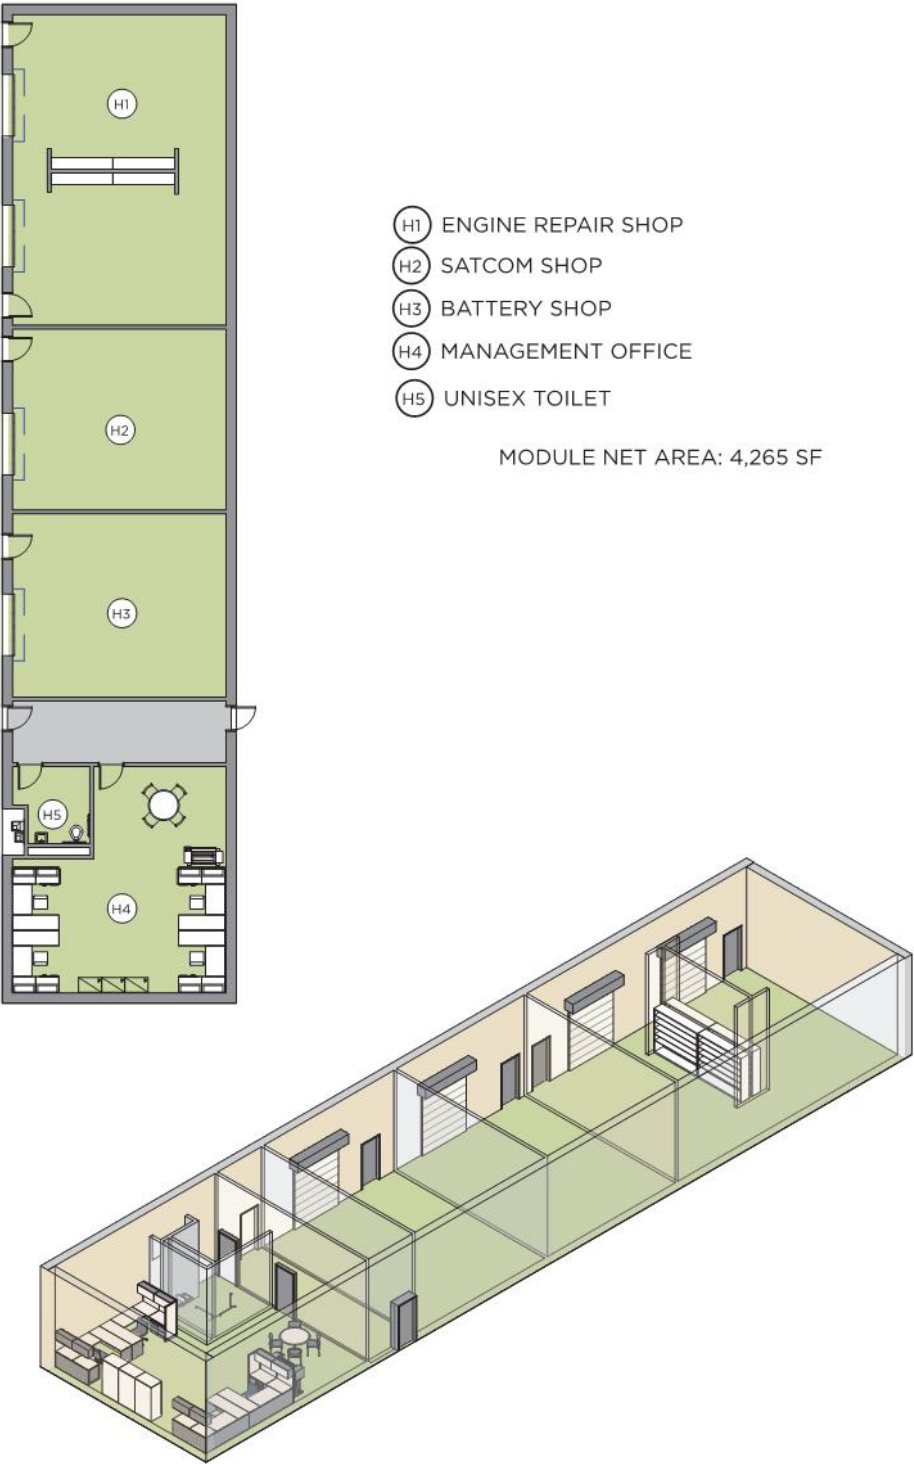 H1
H2
H3
H5
H4
H1 ENGINE REPAIR SHOP
H2 SATCOM SHOP
H3 BATTERY SHOP
H4 MANAGEMENT OFFICE
H5 UNISEX TOILET
MODULE NET AREA: 4,265 SF